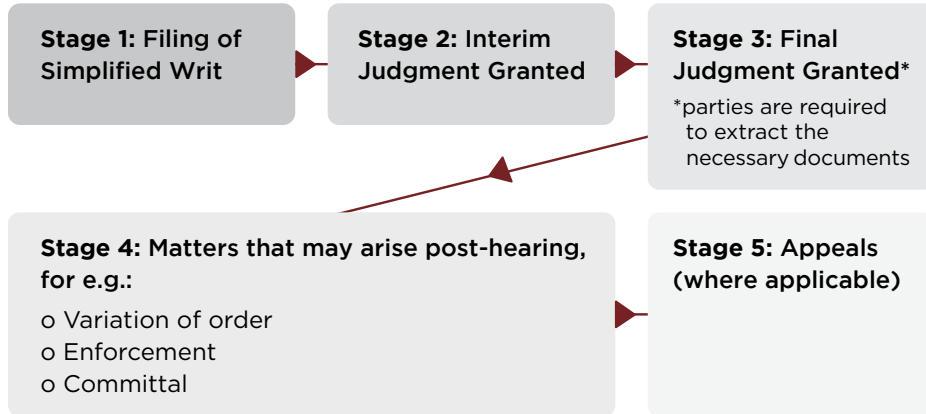 Stage 1: Filing of
Simplified Writ
Stage 2: Interim
Judgment Granted
Stage 3: Final
Judgment Granted*
*parties are required
to extract the
necessary documents
Stage 4: Matters that may arise post-hearing,
for e.g.:
o Variation of order
o Enforcement
o Committal
Stage 5: Appeals
(where applicable)